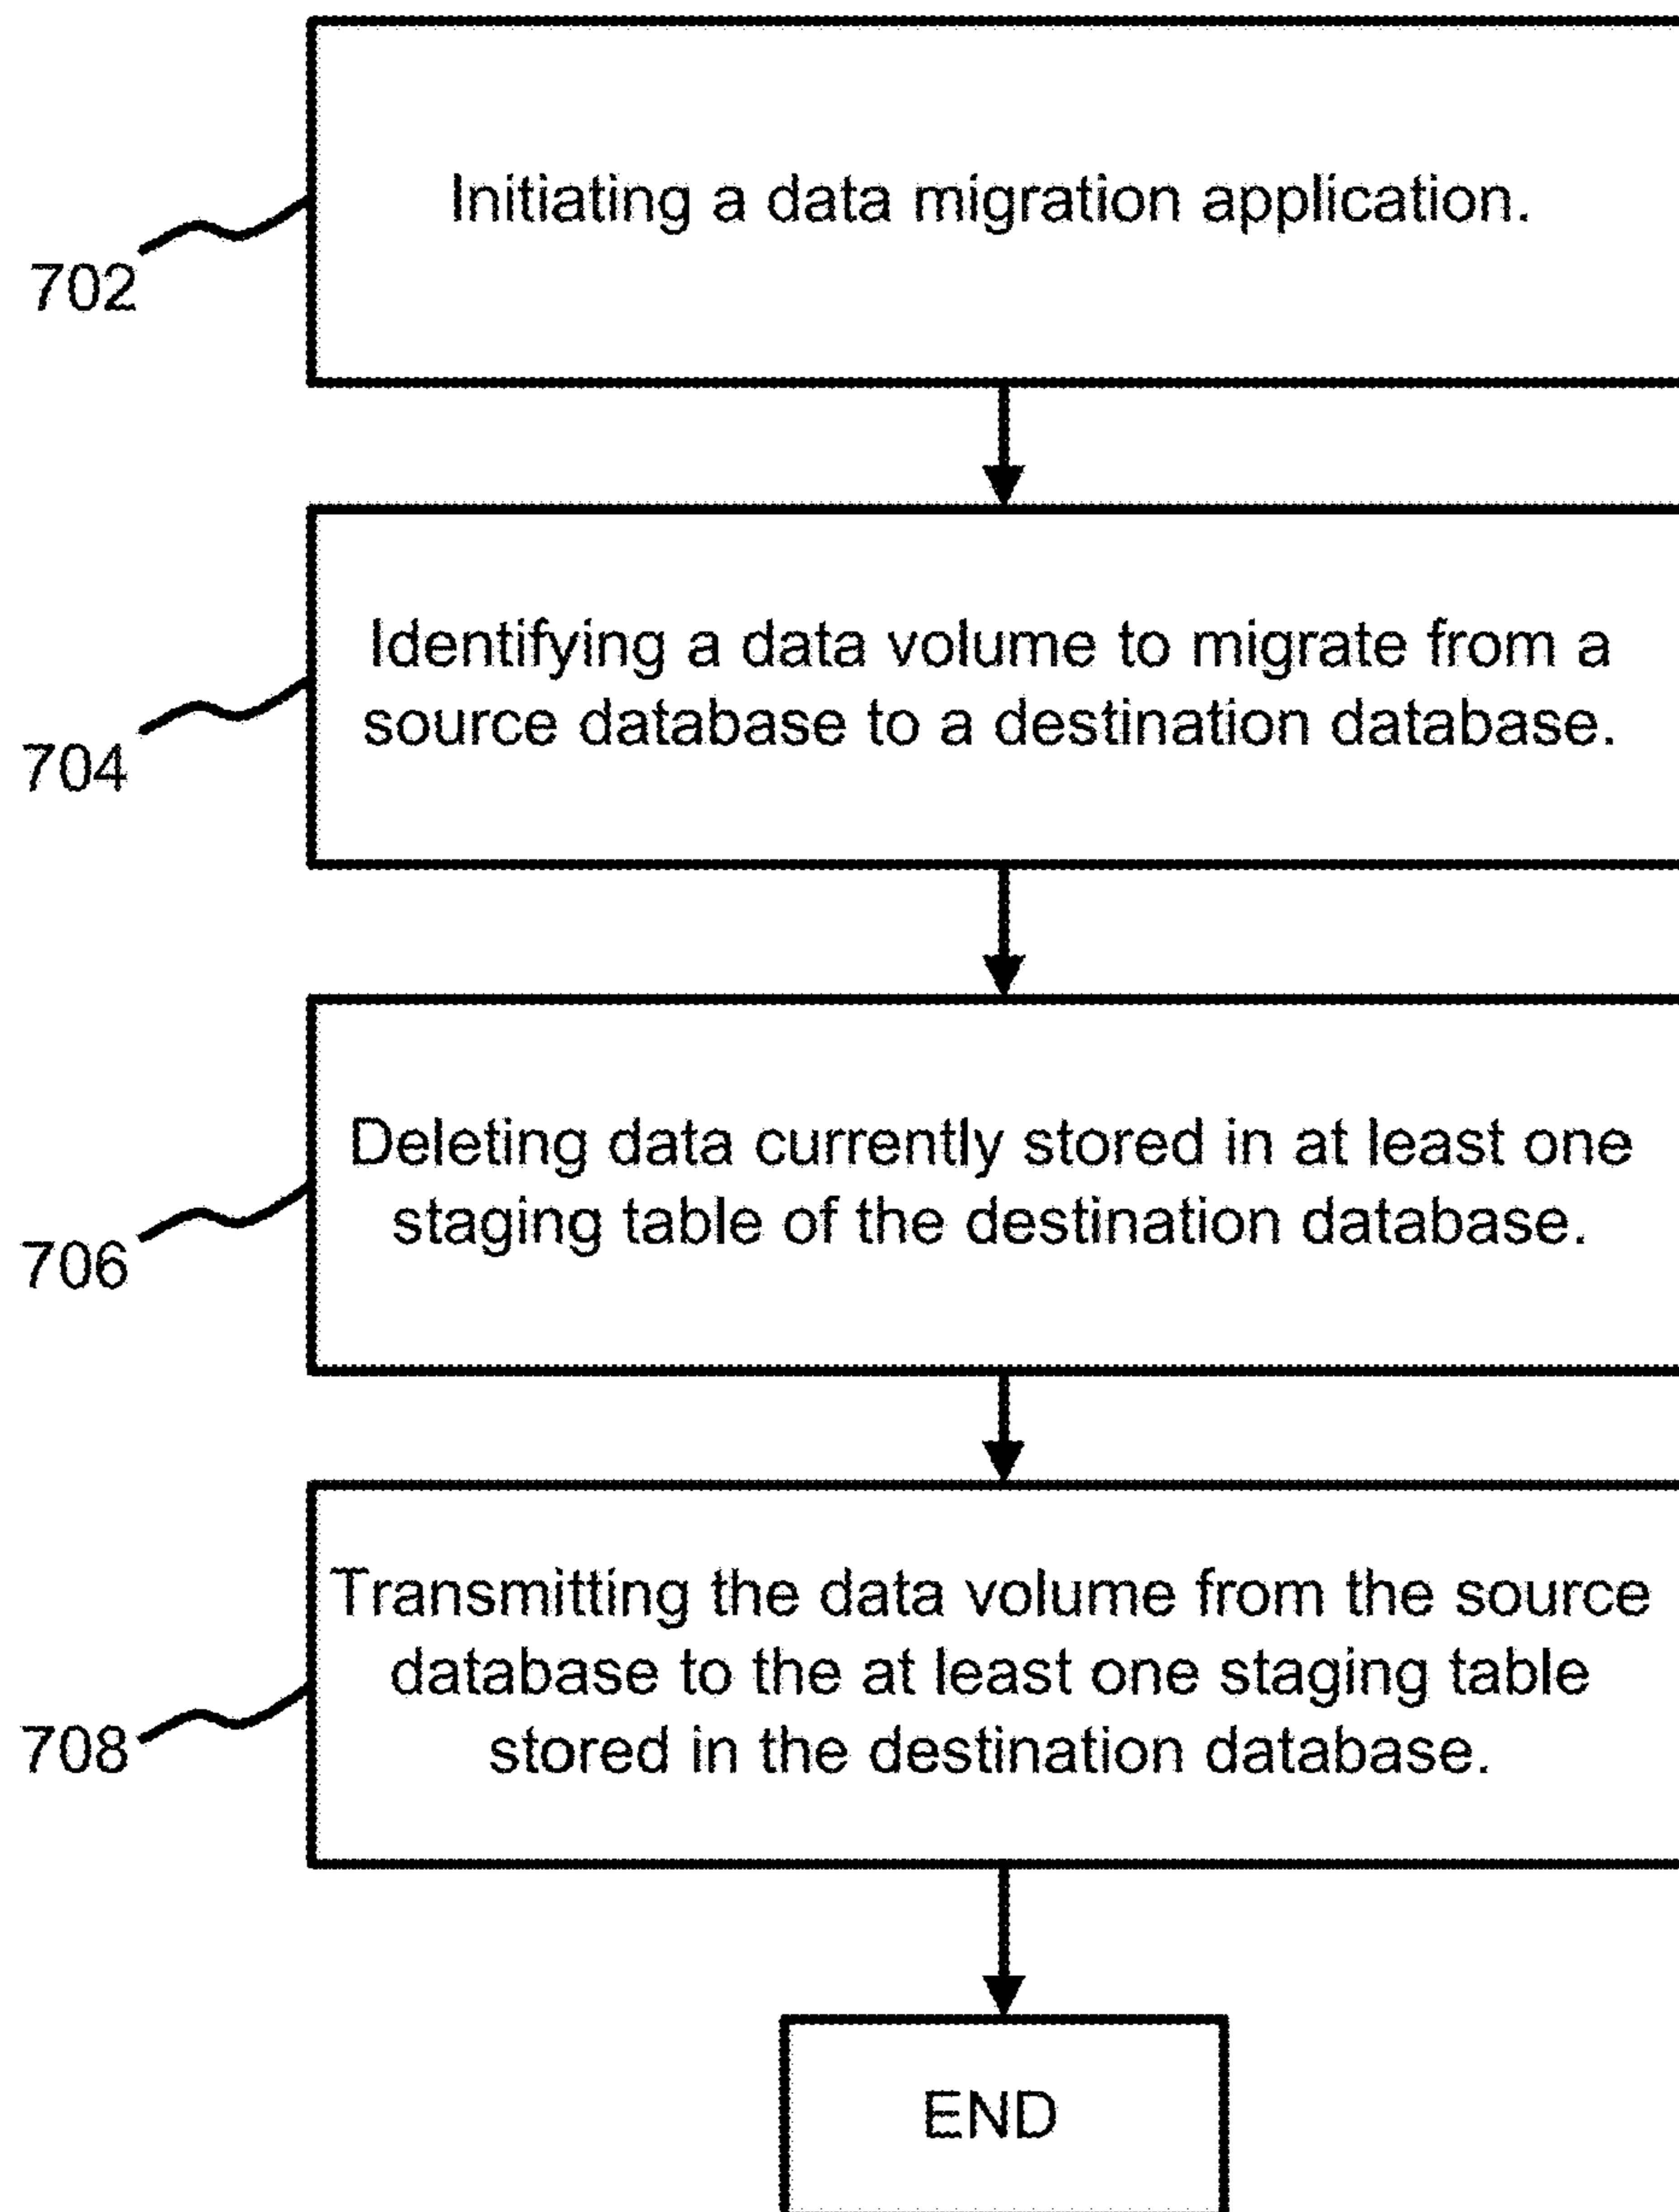 Initiating a data migration application.
702
Identifying a data volume to migrate from a
source database to a destination database.
704
Deleting data currently stored in at least one
staging table of the destination database.
706
Transmitting the data volume from the source
database to the at least one staging table
stored in the destination database.
708
END